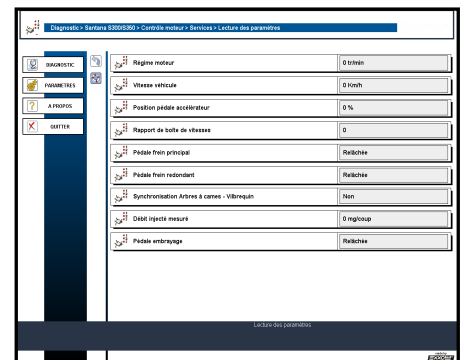 Diagnostic > Santana S300/S350 > Contrôle moteur > Services > Lecture des paramètres
DIAGNOSTIC
PARAMETRES
A PROPOS
QUITTER
Régime moteur 0 tr/min
Vitesse véhicule 0 Km/h
Position pédale accélérateur 0 %
Rapport de boîte de vitesses 0
Pédale frein principal Relâchée
Pédale frein redondant Relâchée
Synchronisation Arbres à cames - Vilbrequin Non
Débit injecté mesuré 0 mg/coup
Pédale embrayage Relâchée
Lecture des paramètres